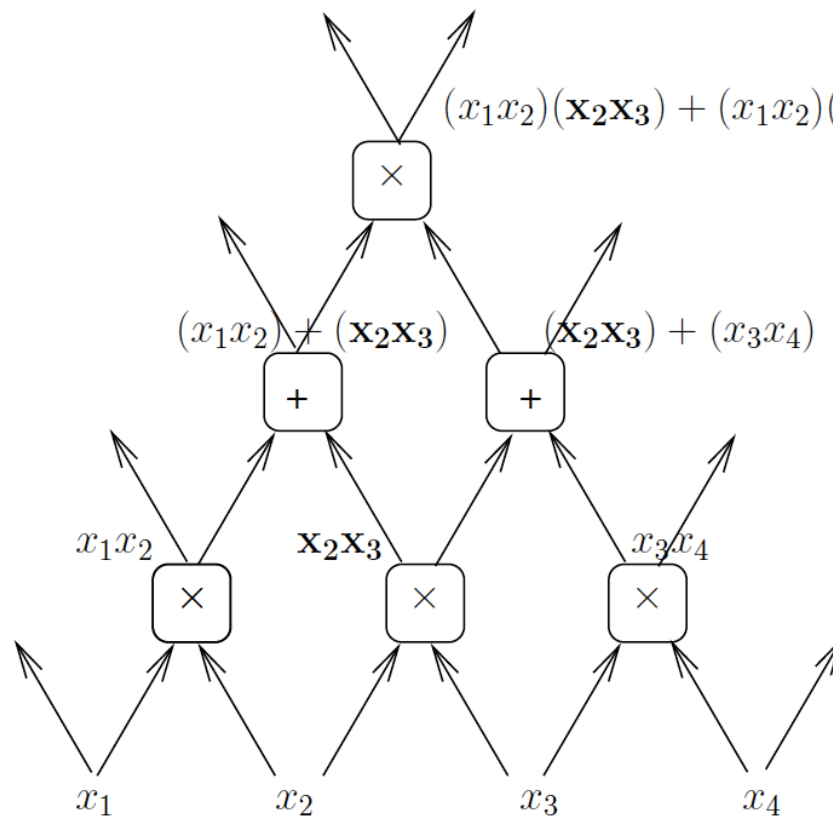 (x₁x₂)(𝐱₂𝐱₃) + (x₁x₂)(
×
(x₁x₂) + (𝐱₂𝐱₃) (𝐱₂𝐱₃) + (x₃x₄)
+ +
x₁x₂ 𝐱₂𝐱₃ x₃x₄
× × ×
x₁ x₂ x₃ x₄